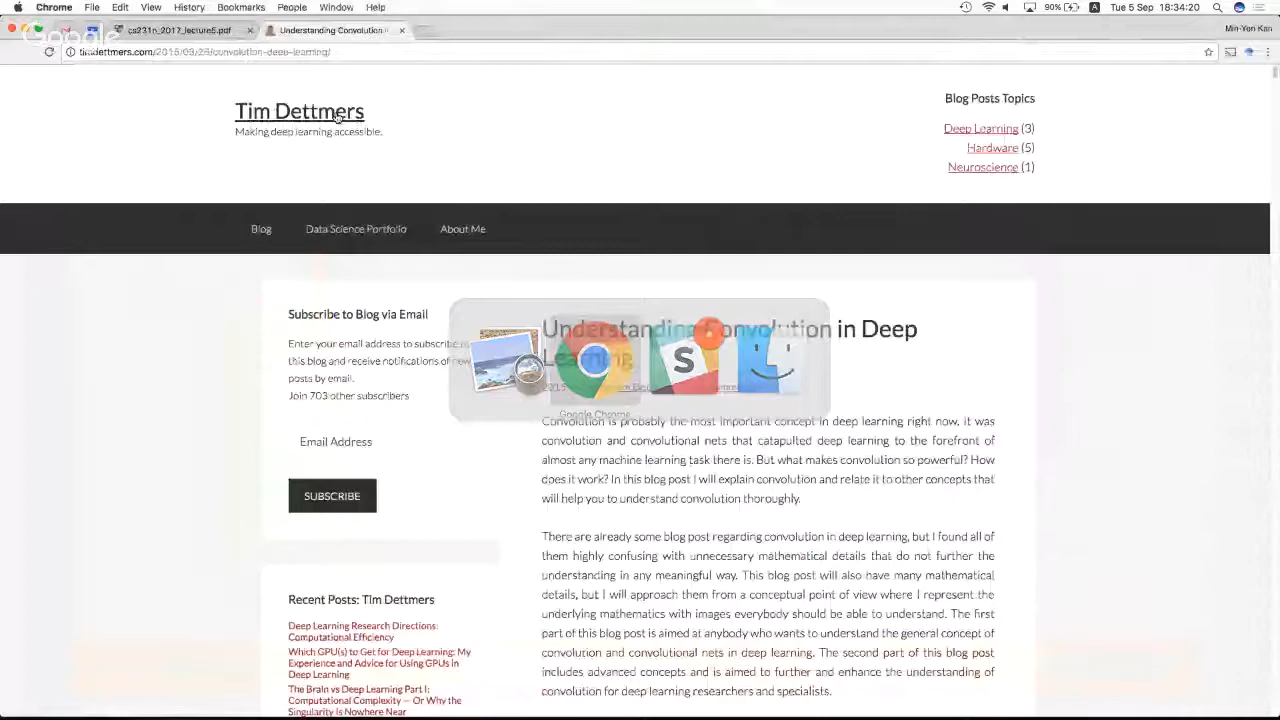 Chrome File Edit View History Bookmarks People Window Help 90% A Tue 5 Sep 18:34:20
Google
cs231n_2017_lecture5.pdf
Understanding Convolution
Min-Yen Kan
timdettmers.com/2015/03/26/convolution-deep-learning/
Tim Dettmers
Making deep learning accessible.
Blog Posts Topics
Deep Learning (3)
Hardware (5)
Neuroscience (1)
Blog Data Science Portfolio About Me
Subscribe to Blog via Email
Enter your email address to subscribe to
this blog and receive notifications of new
posts by email.
Join 703 other subscribers
Email Address
SUBSCRIBE
Recent Posts: Tim Dettmers
Deep Learning Research Directions:
Computational Efficiency
Which GPU(s) to Get for Deep Learning: My
Experience and Advice for Using GPUs in
Deep Learning
The Brain vs Deep Learning Part I:
Computational Complexity — Or Why the
Singularity Is Nowhere Near
Understanding Convolution in Deep
Learning
Google Chrome
Convolution is probably the most important concept in deep learning right now. It was
convolution and convolutional nets that catapulted deep learning to the forefront of
almost any machine learning task there is. But what makes convolution so powerful? How
does it work? In this blog post I will explain convolution and relate it to other concepts that
will help you to understand convolution thoroughly.
There are already some blog post regarding convolution in deep learning, but I found all of
them highly confusing with unnecessary mathematical details that do not further the
understanding in any meaningful way. This blog post will also have many mathematical
details, but I will approach them from a conceptual point of view where I represent the
underlying mathematics with images everybody should be able to understand. The first
part of this blog post is aimed at anybody who wants to understand the general concept of
convolution and convolutional nets in deep learning. The second part of this blog post
includes advanced concepts and is aimed to further and enhance the understanding of
convolution for deep learning researchers and specialists.